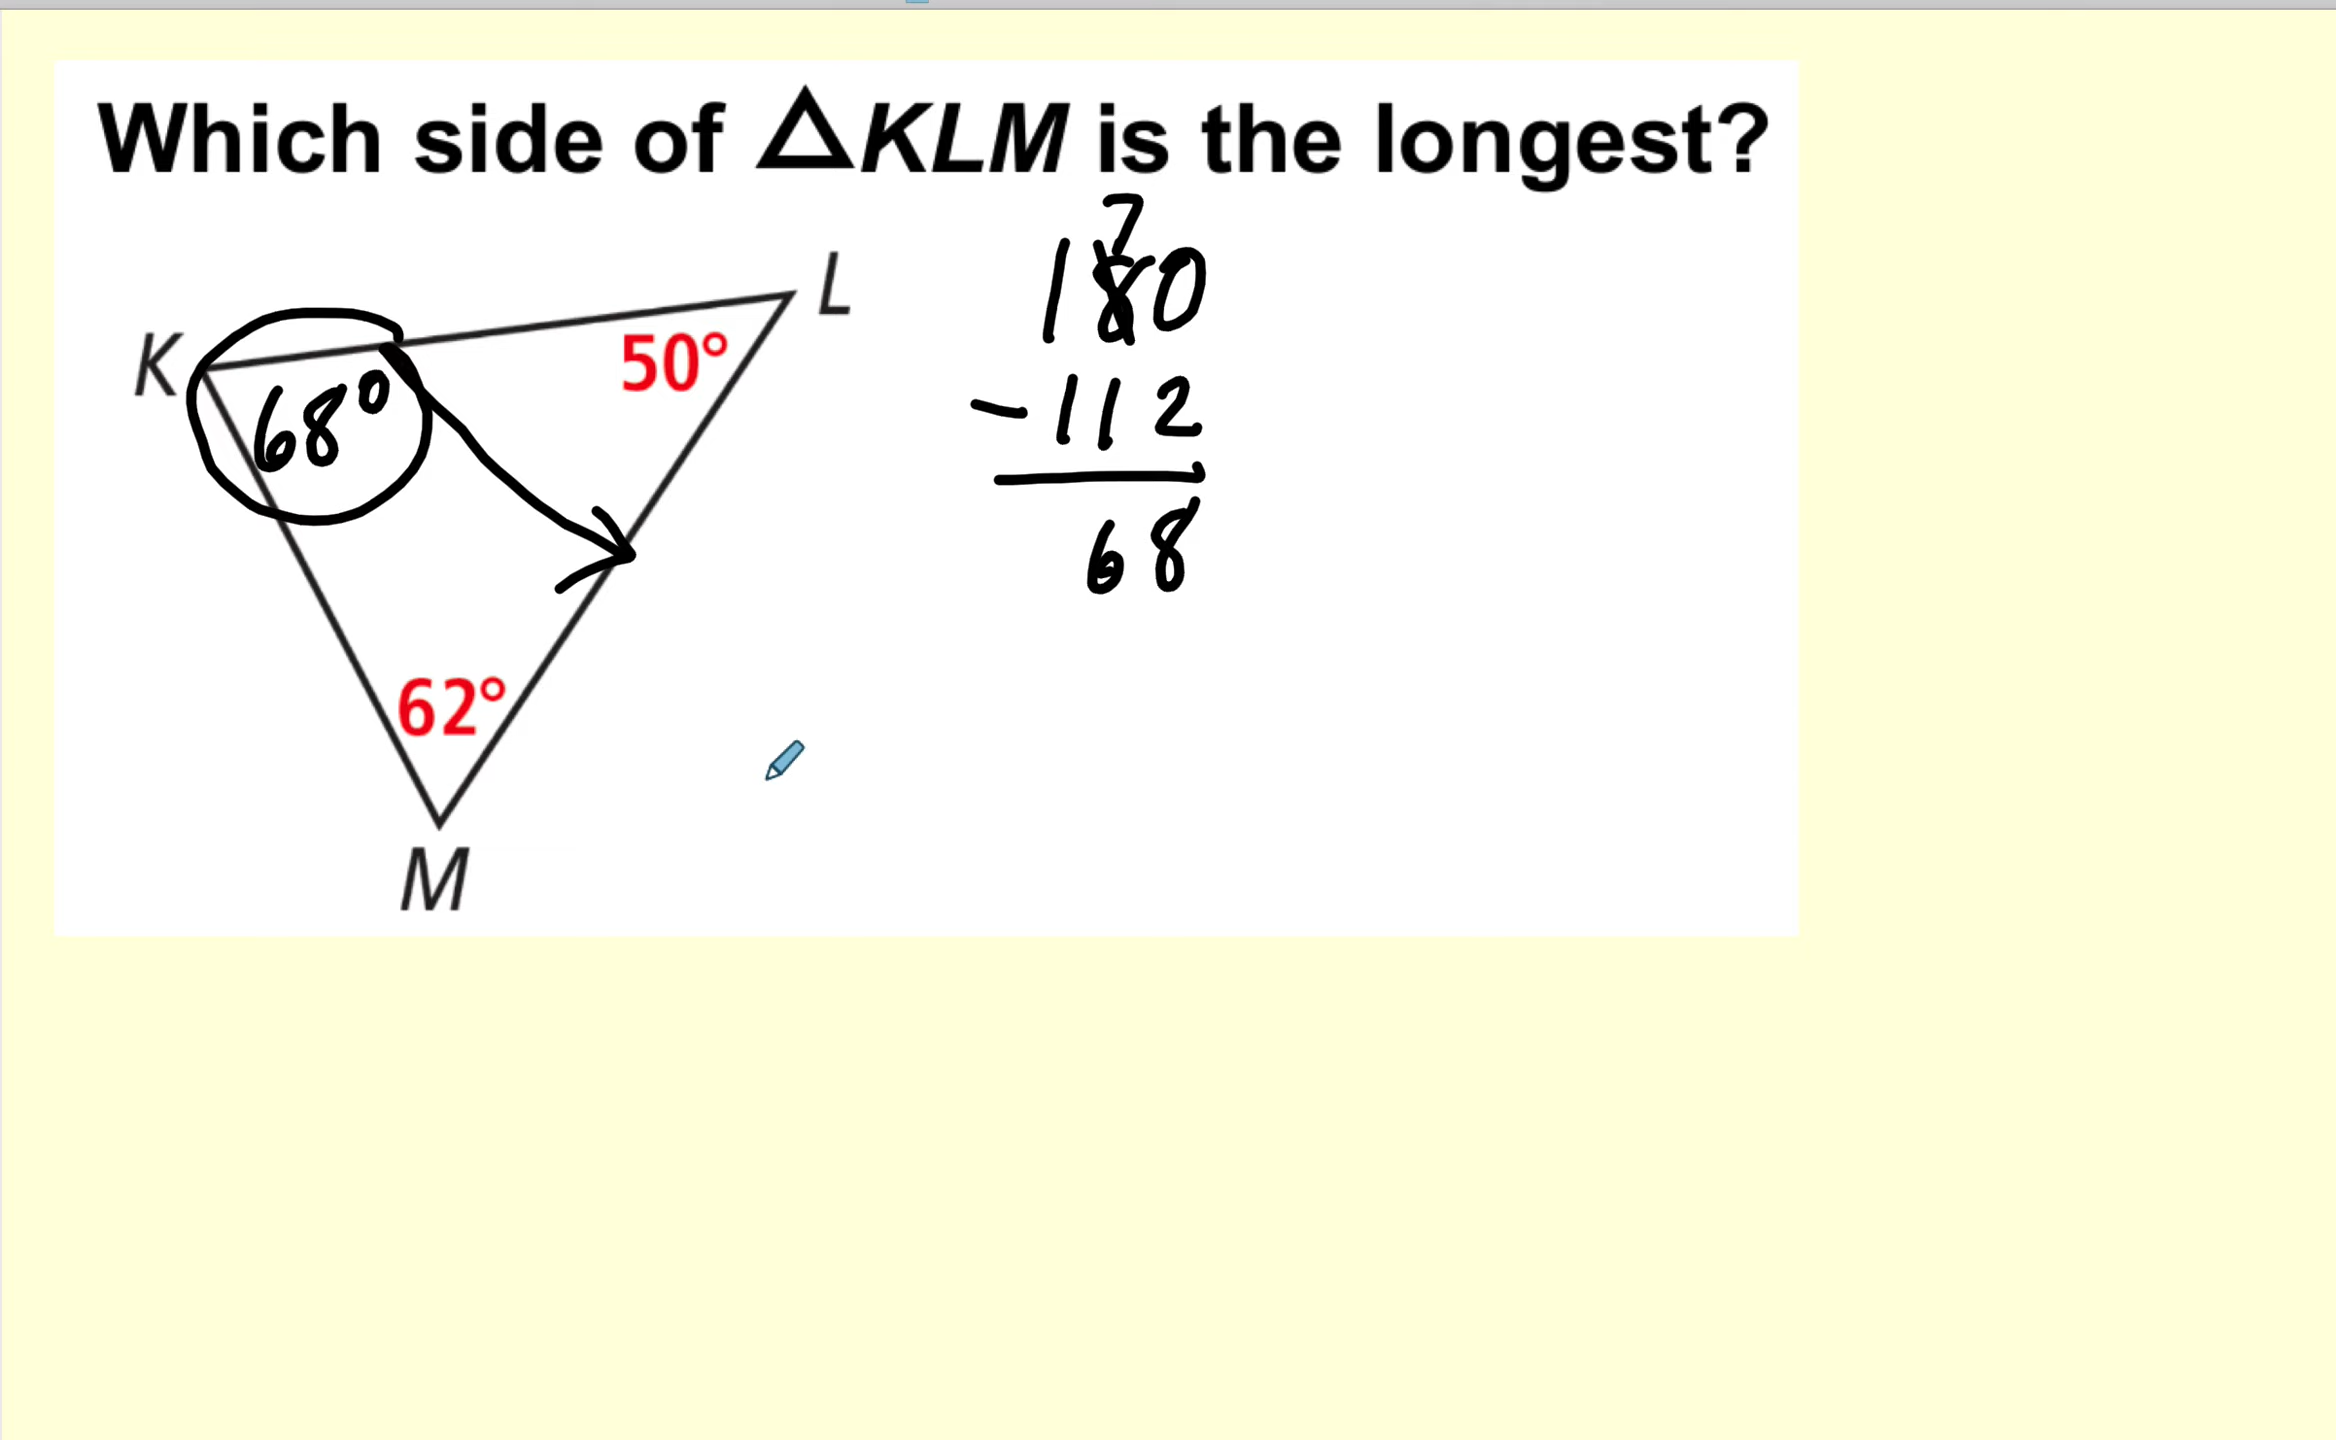 Which side of △KLM is the longest?
7
180
L
50°
K
68°
-112
68
62°
M